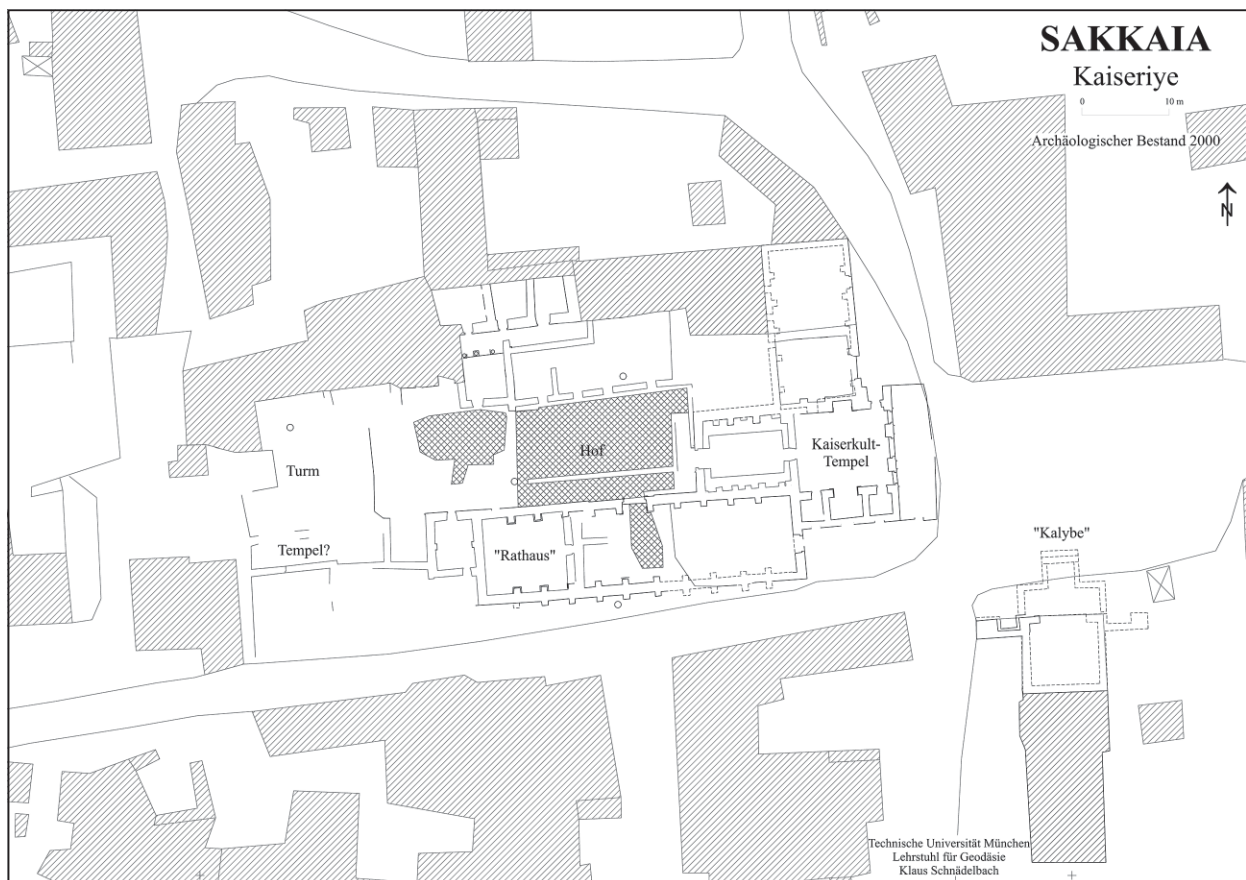 SAKKAIA
Kaiseriye
0 10 m
Archäologischer Bestand 2000
N
Hof
Kaiserkult-
Tempel
Turm
Tempel?
"Rathaus"
"Kalybe"
Technische Universität München
Lehrstuhl für Geodäsie
Klaus Schnädelbach